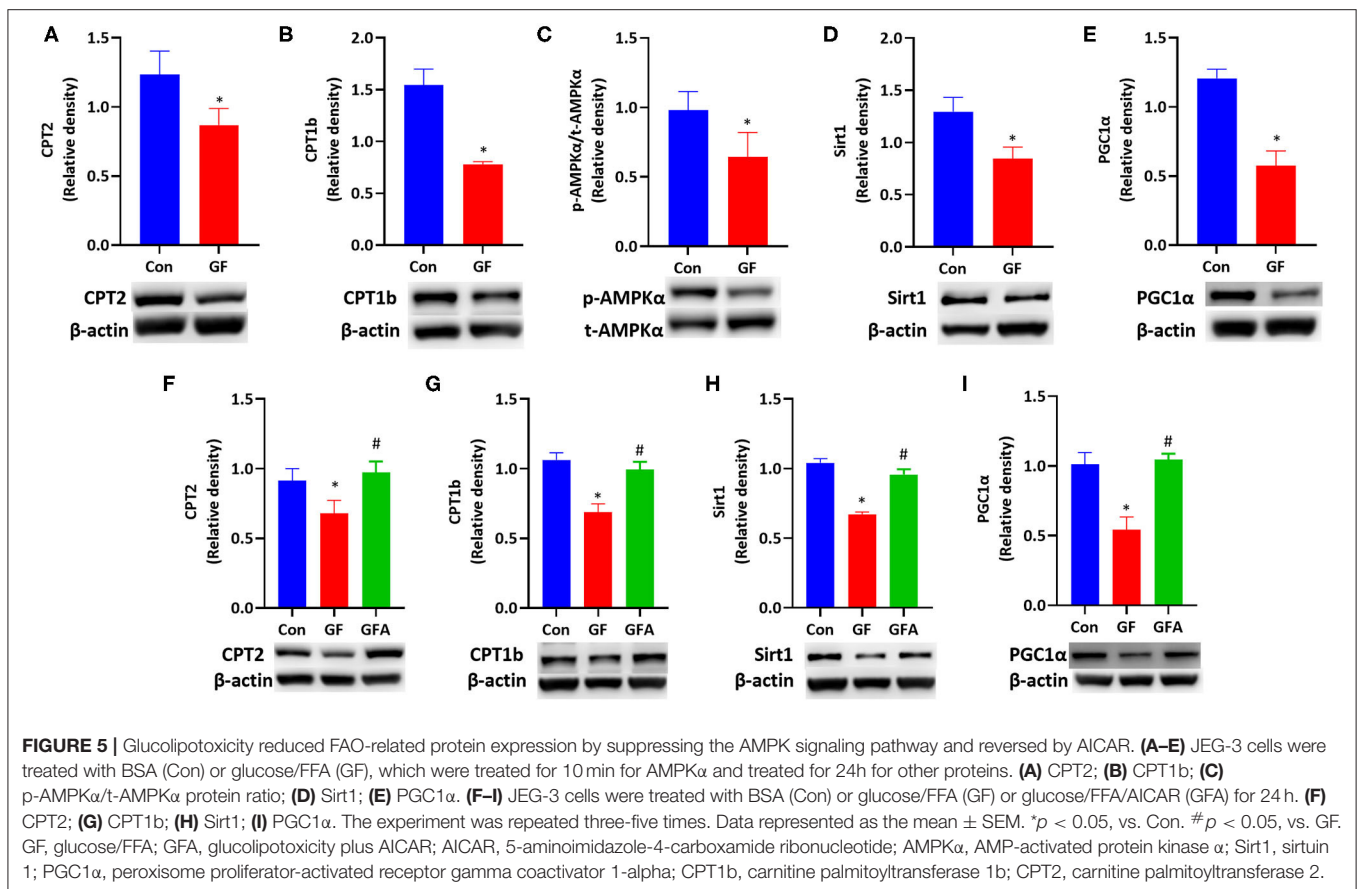 A
CPT2
(Relative density)
1.5
1.0
0.5
0.0
*
Con GF
CPT2
β-actin
B
CPT1b
(Relative density)
2.0
1.5
1.0
0.5
0.0
*
Con GF
CPT1b
β-actin
C
p-AMPKα/t-AMPKα
(Relative density)
1.5
1.0
0.5
0.0
*
Con GF
p-AMPKα
t-AMPKα
D
Sirt1
(Relative density)
2.0
1.5
1.0
0.5
0.0
*
Con GF
Sirt1
β-actin
E
PGC1α
(Relative density)
1.5
1.0
0.5
0.0
*
Con GF
PGC1α
β-actin
F
CPT2
(Relative density)
1.5
1.0
0.5
0.0
*
#
Con GF GFA
CPT2
β-actin
G
CPT1b
(Relative density)
1.5
1.0
0.5
0.0
*
#
Con GF GFA
CPT1b
β-actin
H
Sirt1
(Relative density)
1.5
1.0
0.5
0.0
*
#
Con GF GFA
Sirt1
β-actin
I
PGC1α
(Relative density)
1.5
1.0
0.5
0.0
*
#
Con GF GFA
PGC1α
β-actin
FIGURE 5 | Glucolipotoxicity reduced FAO-related protein expression by suppressing the AMPK signaling pathway and reversed by AICAR. (A–E) JEG-3 cells were
treated with BSA (Con) or glucose/FFA (GF), which were treated for 10 min for AMPKα and treated for 24h for other proteins. (A) CPT2; (B) CPT1b; (C)
p-AMPKα/t-AMPKα protein ratio; (D) Sirt1; (E) PGC1α. (F–I) JEG-3 cells were treated with BSA (Con) or glucose/FFA (GF) or glucose/FFA/AICAR (GFA) for 24 h. (F)
CPT2; (G) CPT1b; (H) Sirt1; (I) PGC1α. The experiment was repeated three-five times. Data represented as the mean ± SEM. *p < 0.05, vs. Con. #p < 0.05, vs. GF.
GF, glucose/FFA; GFA, glucolipotoxicity plus AICAR; AICAR, 5-aminoimidazole-4-carboxamide ribonucleotide; AMPKα, AMP-activated protein kinase α; Sirt1, sirtuin
1; PGC1α, peroxisome proliferator-activated receptor gamma coactivator 1-alpha; CPT1b, carnitine palmitoyltransferase 1b; CPT2, carnitine palmitoyltransferase 2.